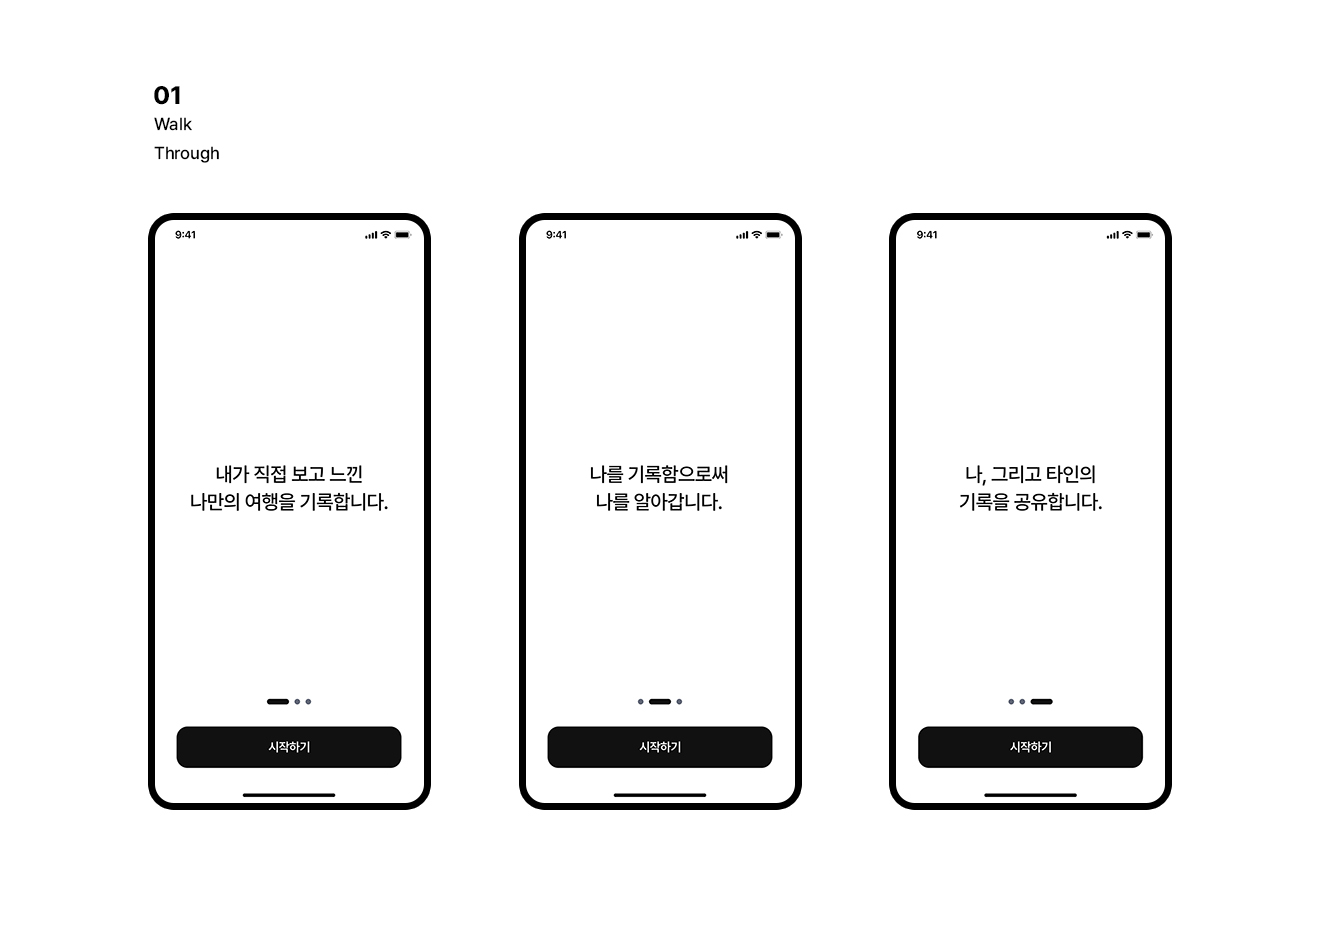 01
Walk
Through
9:41
내가 직접 보고 느낀
나만의 여행을 기록합니다.
시작하기
9:41
나를 기록함으로써
나를 알아갑니다.
시작하기
9:41
나, 그리고 타인의
기록을 공유합니다.
시작하기